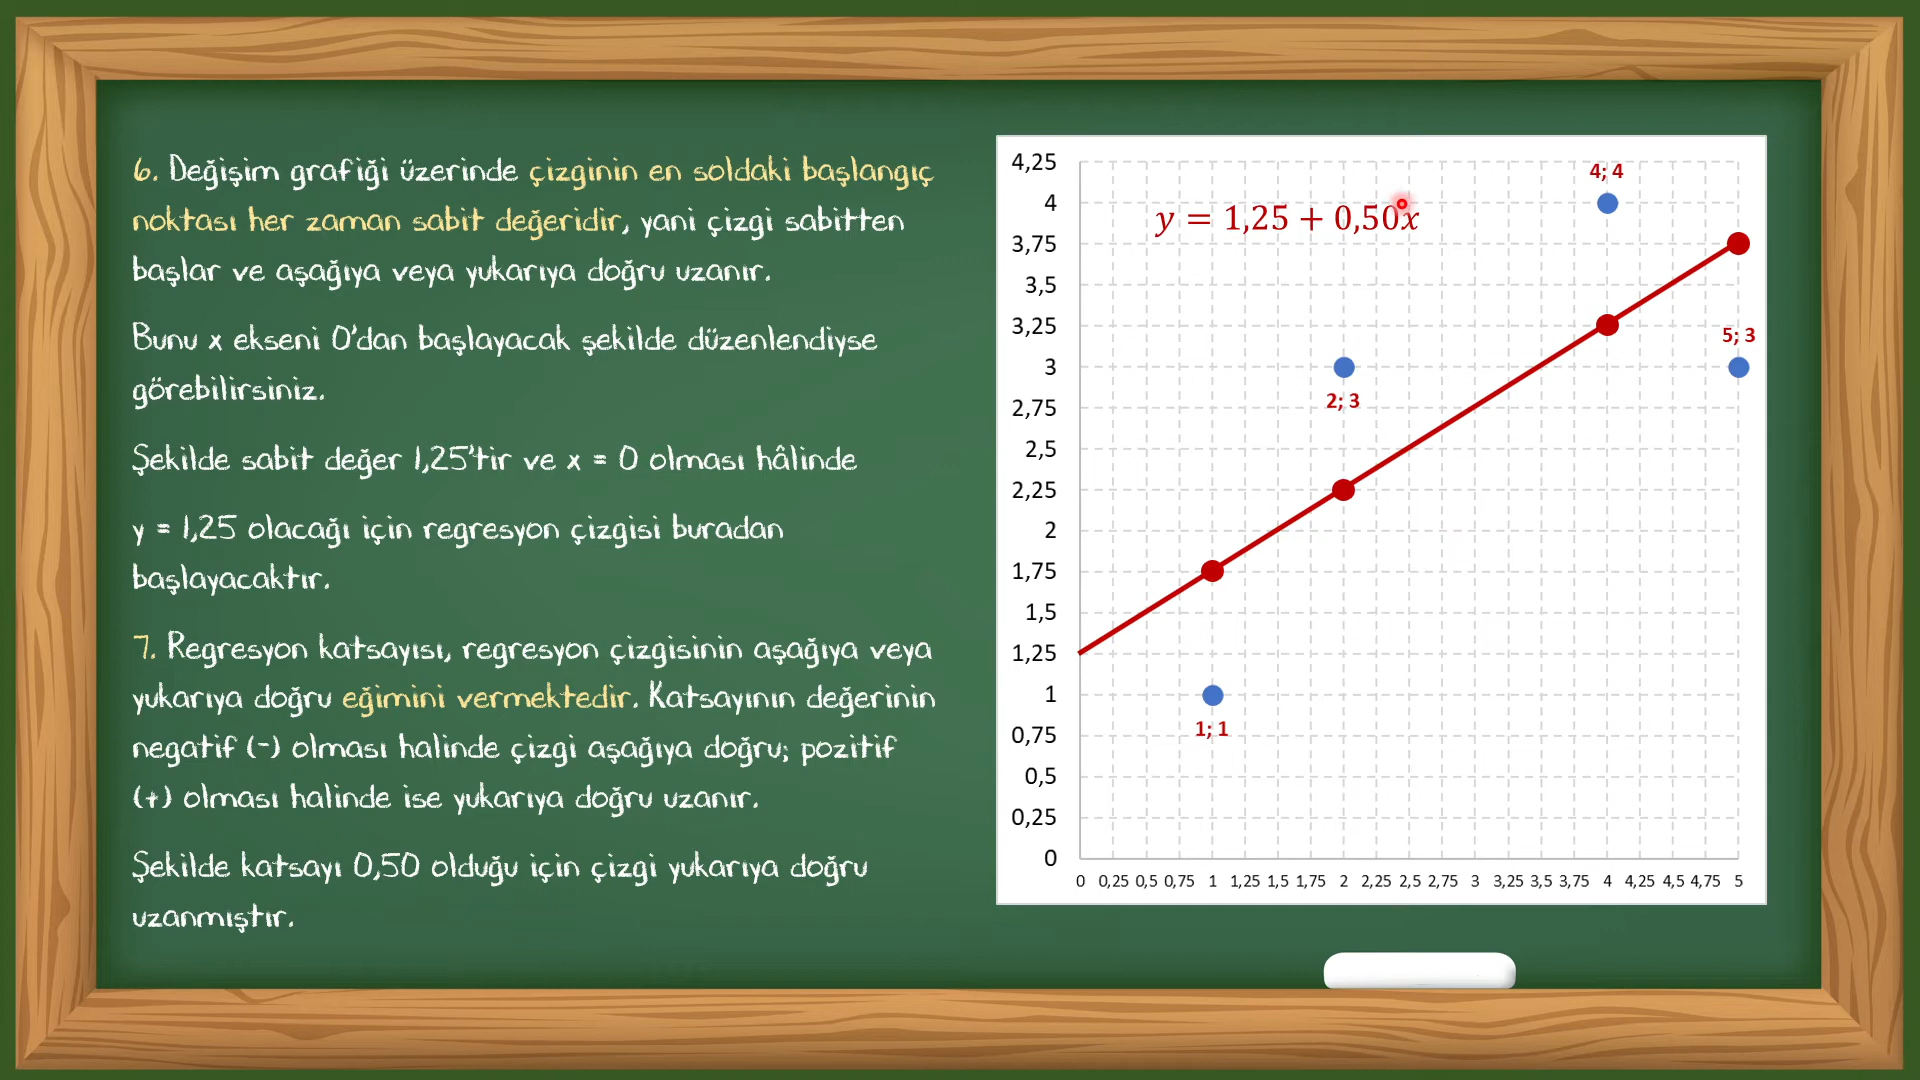 6. Değişim grafiği üzerinde çizginin en soldaki başlangıç
noktası her zaman sabit değeridir, yani çizgi sabitten
başlar ve aşağıya veya yukarıya doğru uzanır.
Bunu x ekseni 0'dan başlayacak şekilde düzenlendiyse
görebilirsiniz.
Şekilde sabit değer 1,25'tir ve x = 0 olması hâlinde
y = 1,25 olacağı için regresyon çizgisi buradan
başlayacaktır.
7. Regresyon katsayısı, regresyon çizgisinin aşağıya veya
yukarıya doğru eğimini vermektedir. Katsayının değerinin
negatif (-) olması halinde çizgi aşağıya doğru; pozitif
(+) olması halinde ise yukarıya doğru uzanır.
Şekilde katsayı 0,50 olduğu için çizgi yukarıya doğru
uzanmıştır.
y = 1,25 + 0,50x
4; 4
5; 3
2; 3
1; 1
4,25
4
3,75
3,5
3,25
3
2,75
2,5
2,25
2
1,75
1,5
1,25
1
0,75
0,5
0,25
0
0 0,25 0,5 0,75 1 1,25 1,5 1,75 2 2,25 2,5 2,75 3 3,25 3,5 3,75 4 4,25 4,5 4,75 5